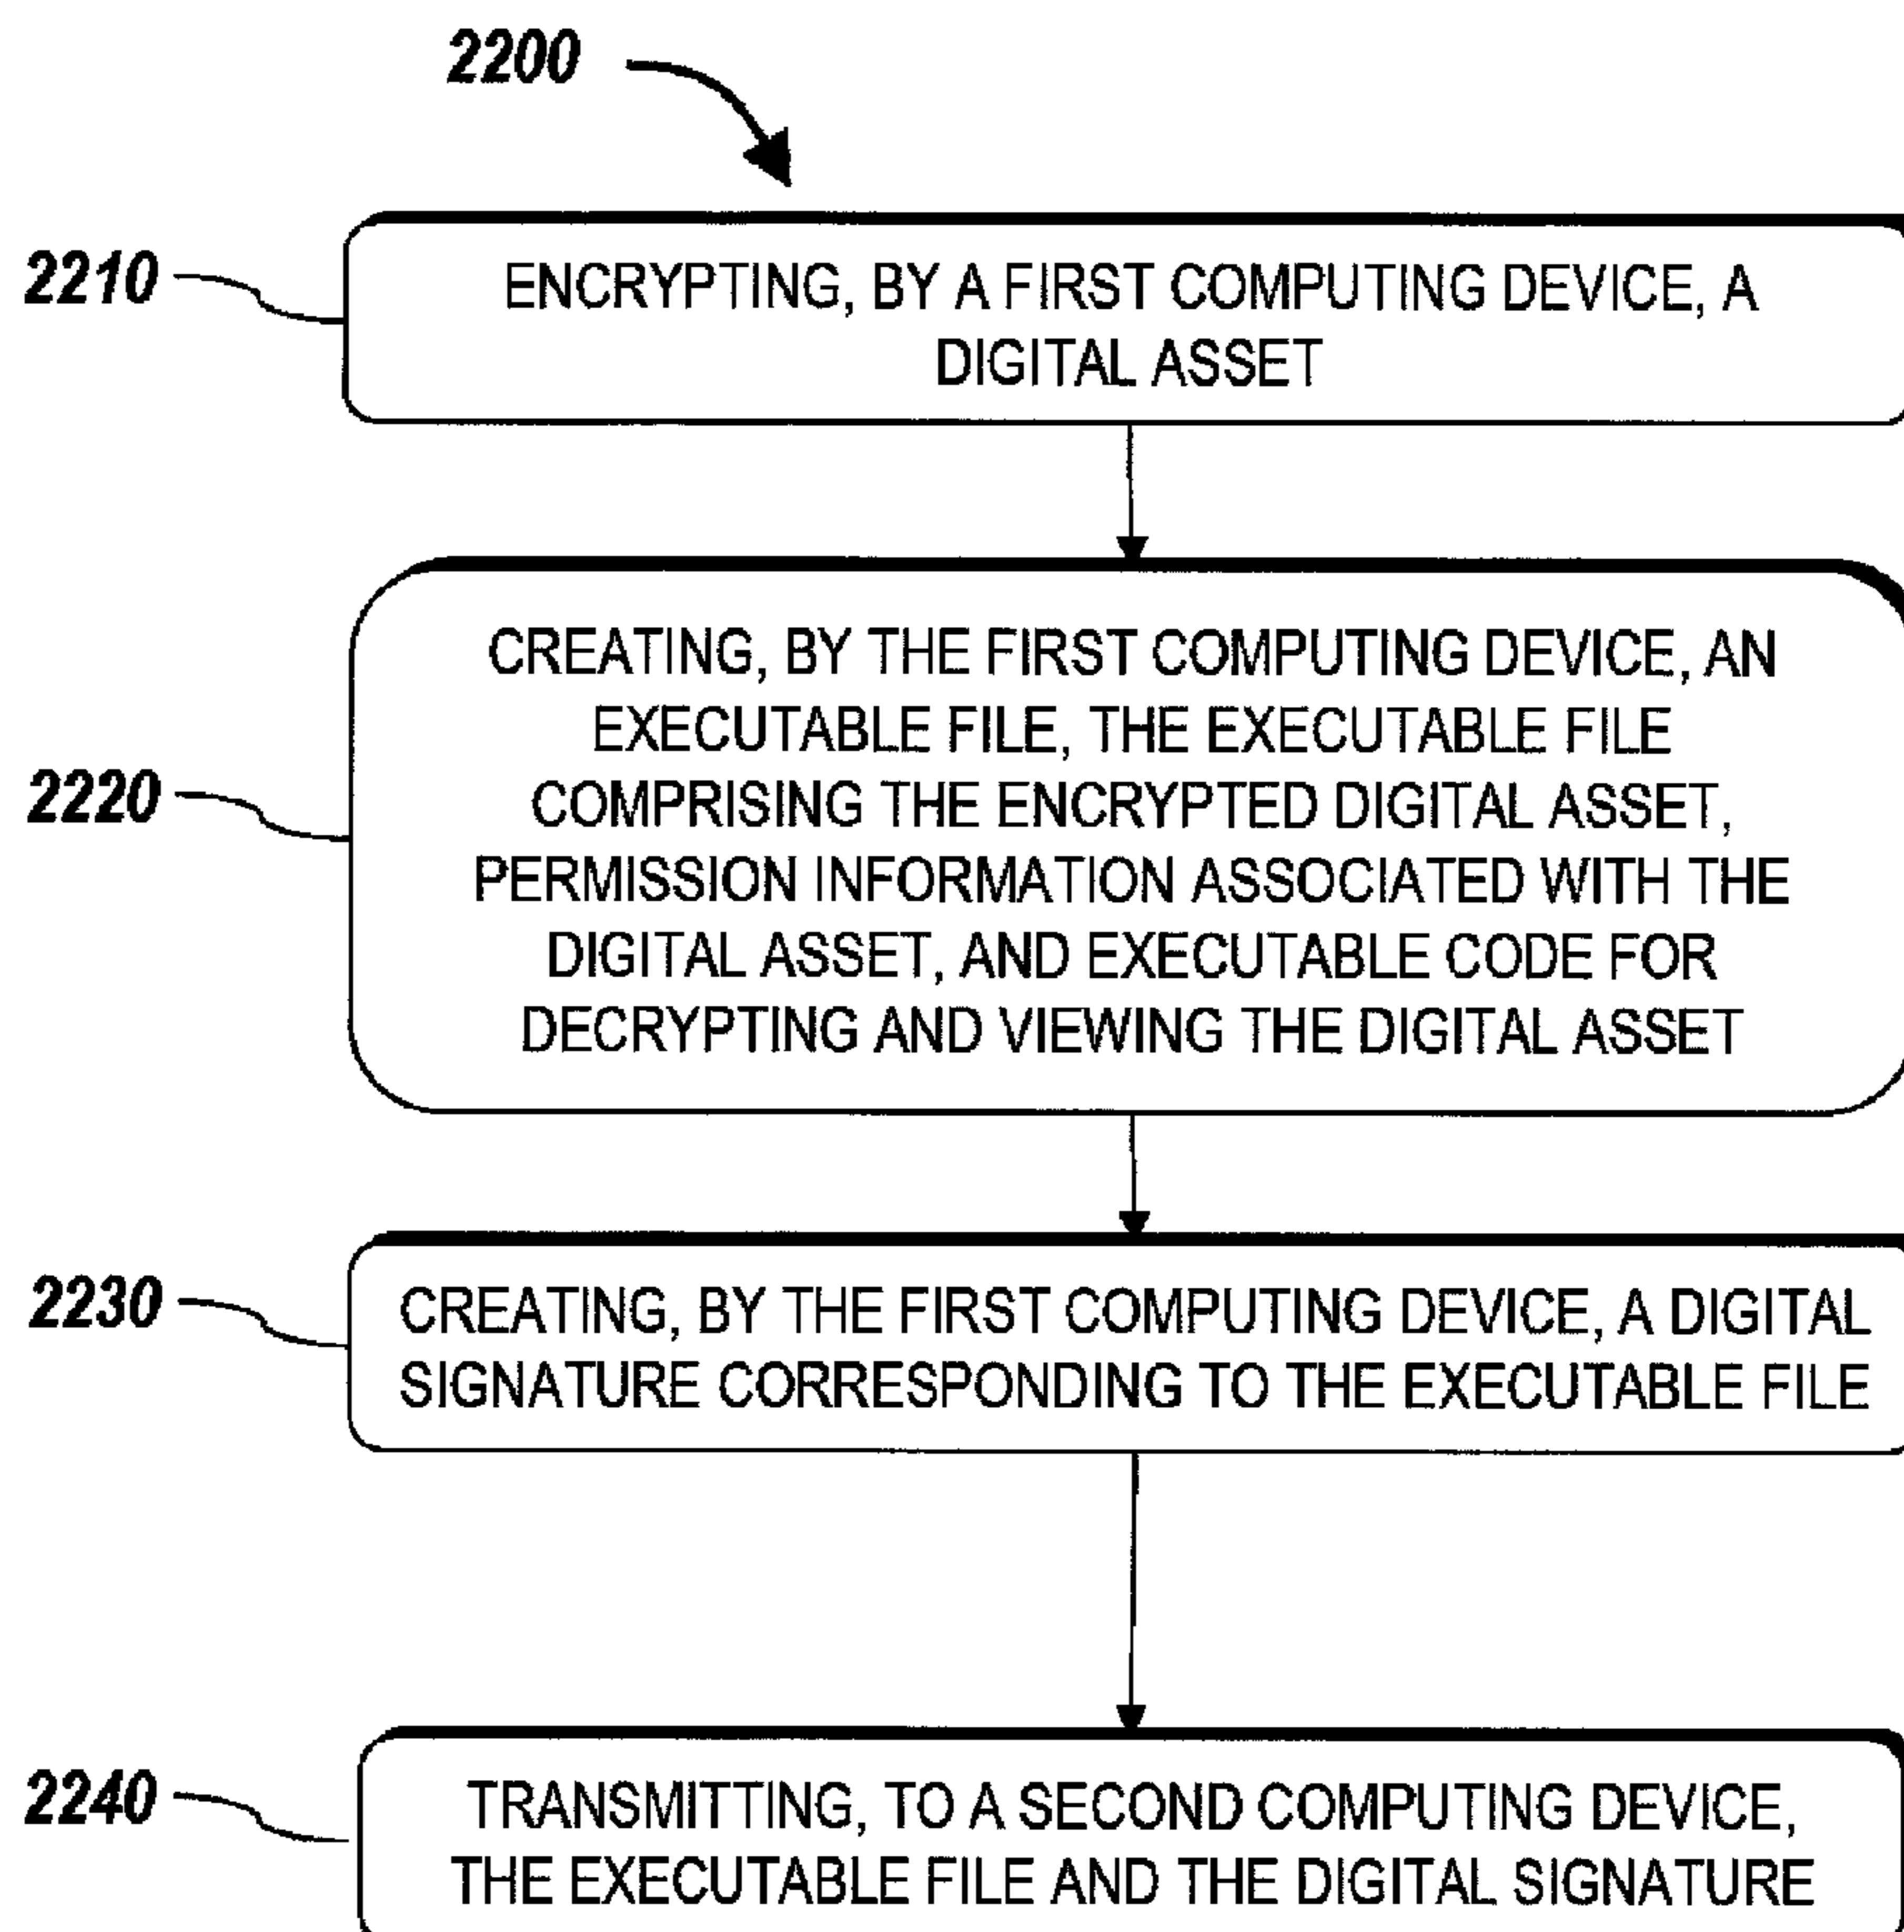 2200
2210
ENCRYPTING, BY A FIRST COMPUTING DEVICE, A
DIGITAL ASSET
2220
CREATING, BY THE FIRST COMPUTING DEVICE, AN
EXECUTABLE FILE, THE EXECUTABLE FILE
COMPRISING THE ENCRYPTED DIGITAL ASSET,
PERMISSION INFORMATION ASSOCIATED WITH THE
DIGITAL ASSET, AND EXECUTABLE CODE FOR
DECRYPTING AND VIEWING THE DIGITAL ASSET
2230
CREATING, BY THE FIRST COMPUTING DEVICE, A DIGITAL
SIGNATURE CORRESPONDING TO THE EXECUTABLE FILE
2240
TRANSMITTING, TO A SECOND COMPUTING DEVICE,
THE EXECUTABLE FILE AND THE DIGITAL SIGNATURE